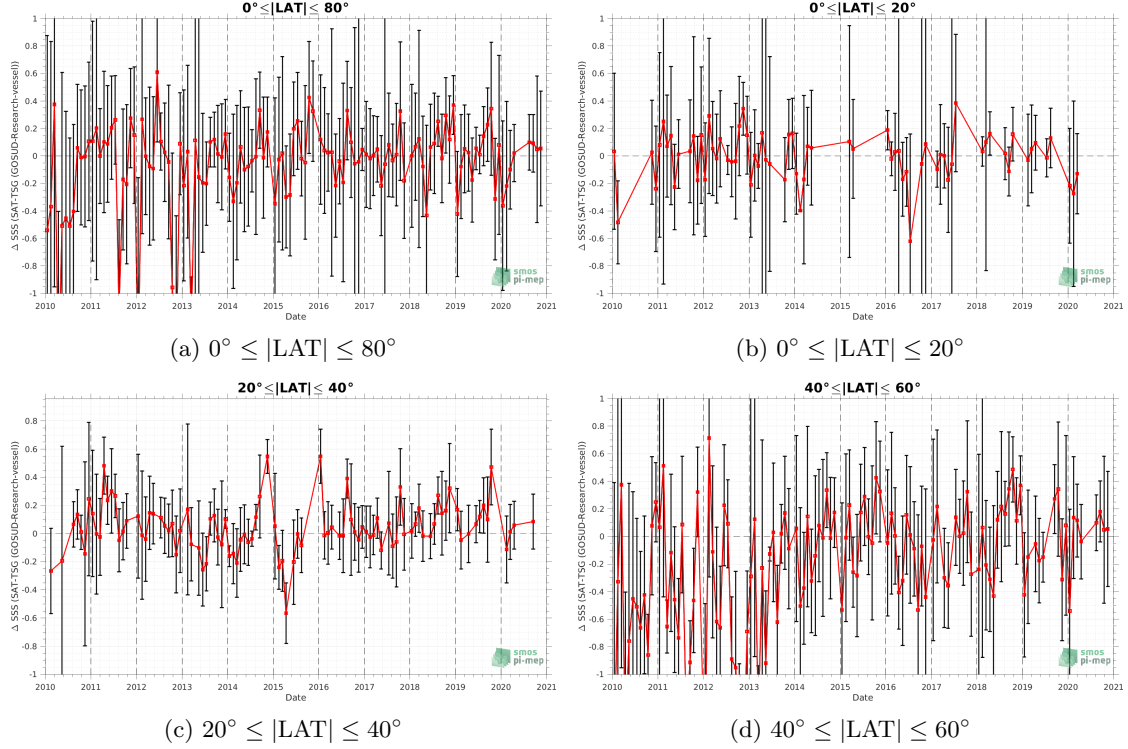 0°≤|LAT|≤ 80°
Δ SSS (SAT-TSG (GOSUD-Research-vessel))
1
0.8
0.6
0.4
0.2
0
-0.2
-0.4
-0.6
-0.8
-1
2010 2011 2012 2013 2014 2015 2016 2017 2018 2019 2020 2021
Date
smos
pi-mep
(a) 0° ≤ |LAT| ≤ 80°
0°≤|LAT|≤ 20°
Δ SSS (SAT-TSG (GOSUD-Research-vessel))
1
0.8
0.6
0.4
0.2
0
-0.2
-0.4
-0.6
-0.8
-1
2010 2011 2012 2013 2014 2015 2016 2017 2018 2019 2020 2021
Date
smos
pi-mep
(b) 0° ≤ |LAT| ≤ 20°
20°≤|LAT|≤ 40°
Δ SSS (SAT-TSG (GOSUD-Research-vessel))
0.8
0.6
0.4
0.2
0
-0.2
-0.4
-0.6
-0.8
-1
2010 2011 2012 2013 2014 2015 2016 2017 2018 2019 2020 2021
Date
smos
pi-mep
(c) 20° ≤ |LAT| ≤ 40°
40°≤|LAT|≤ 60°
Δ SSS (SAT-TSG (GOSUD-Research-vessel))
1
0.8
0.6
0.4
0.2
0
-0.2
-0.4
-0.6
-0.8
-1
2010 2011 2012 2013 2014 2015 2016 2017 2018 2019 2020 2021
Date
smos
pi-mep
(d) 40° ≤ |LAT| ≤ 60°